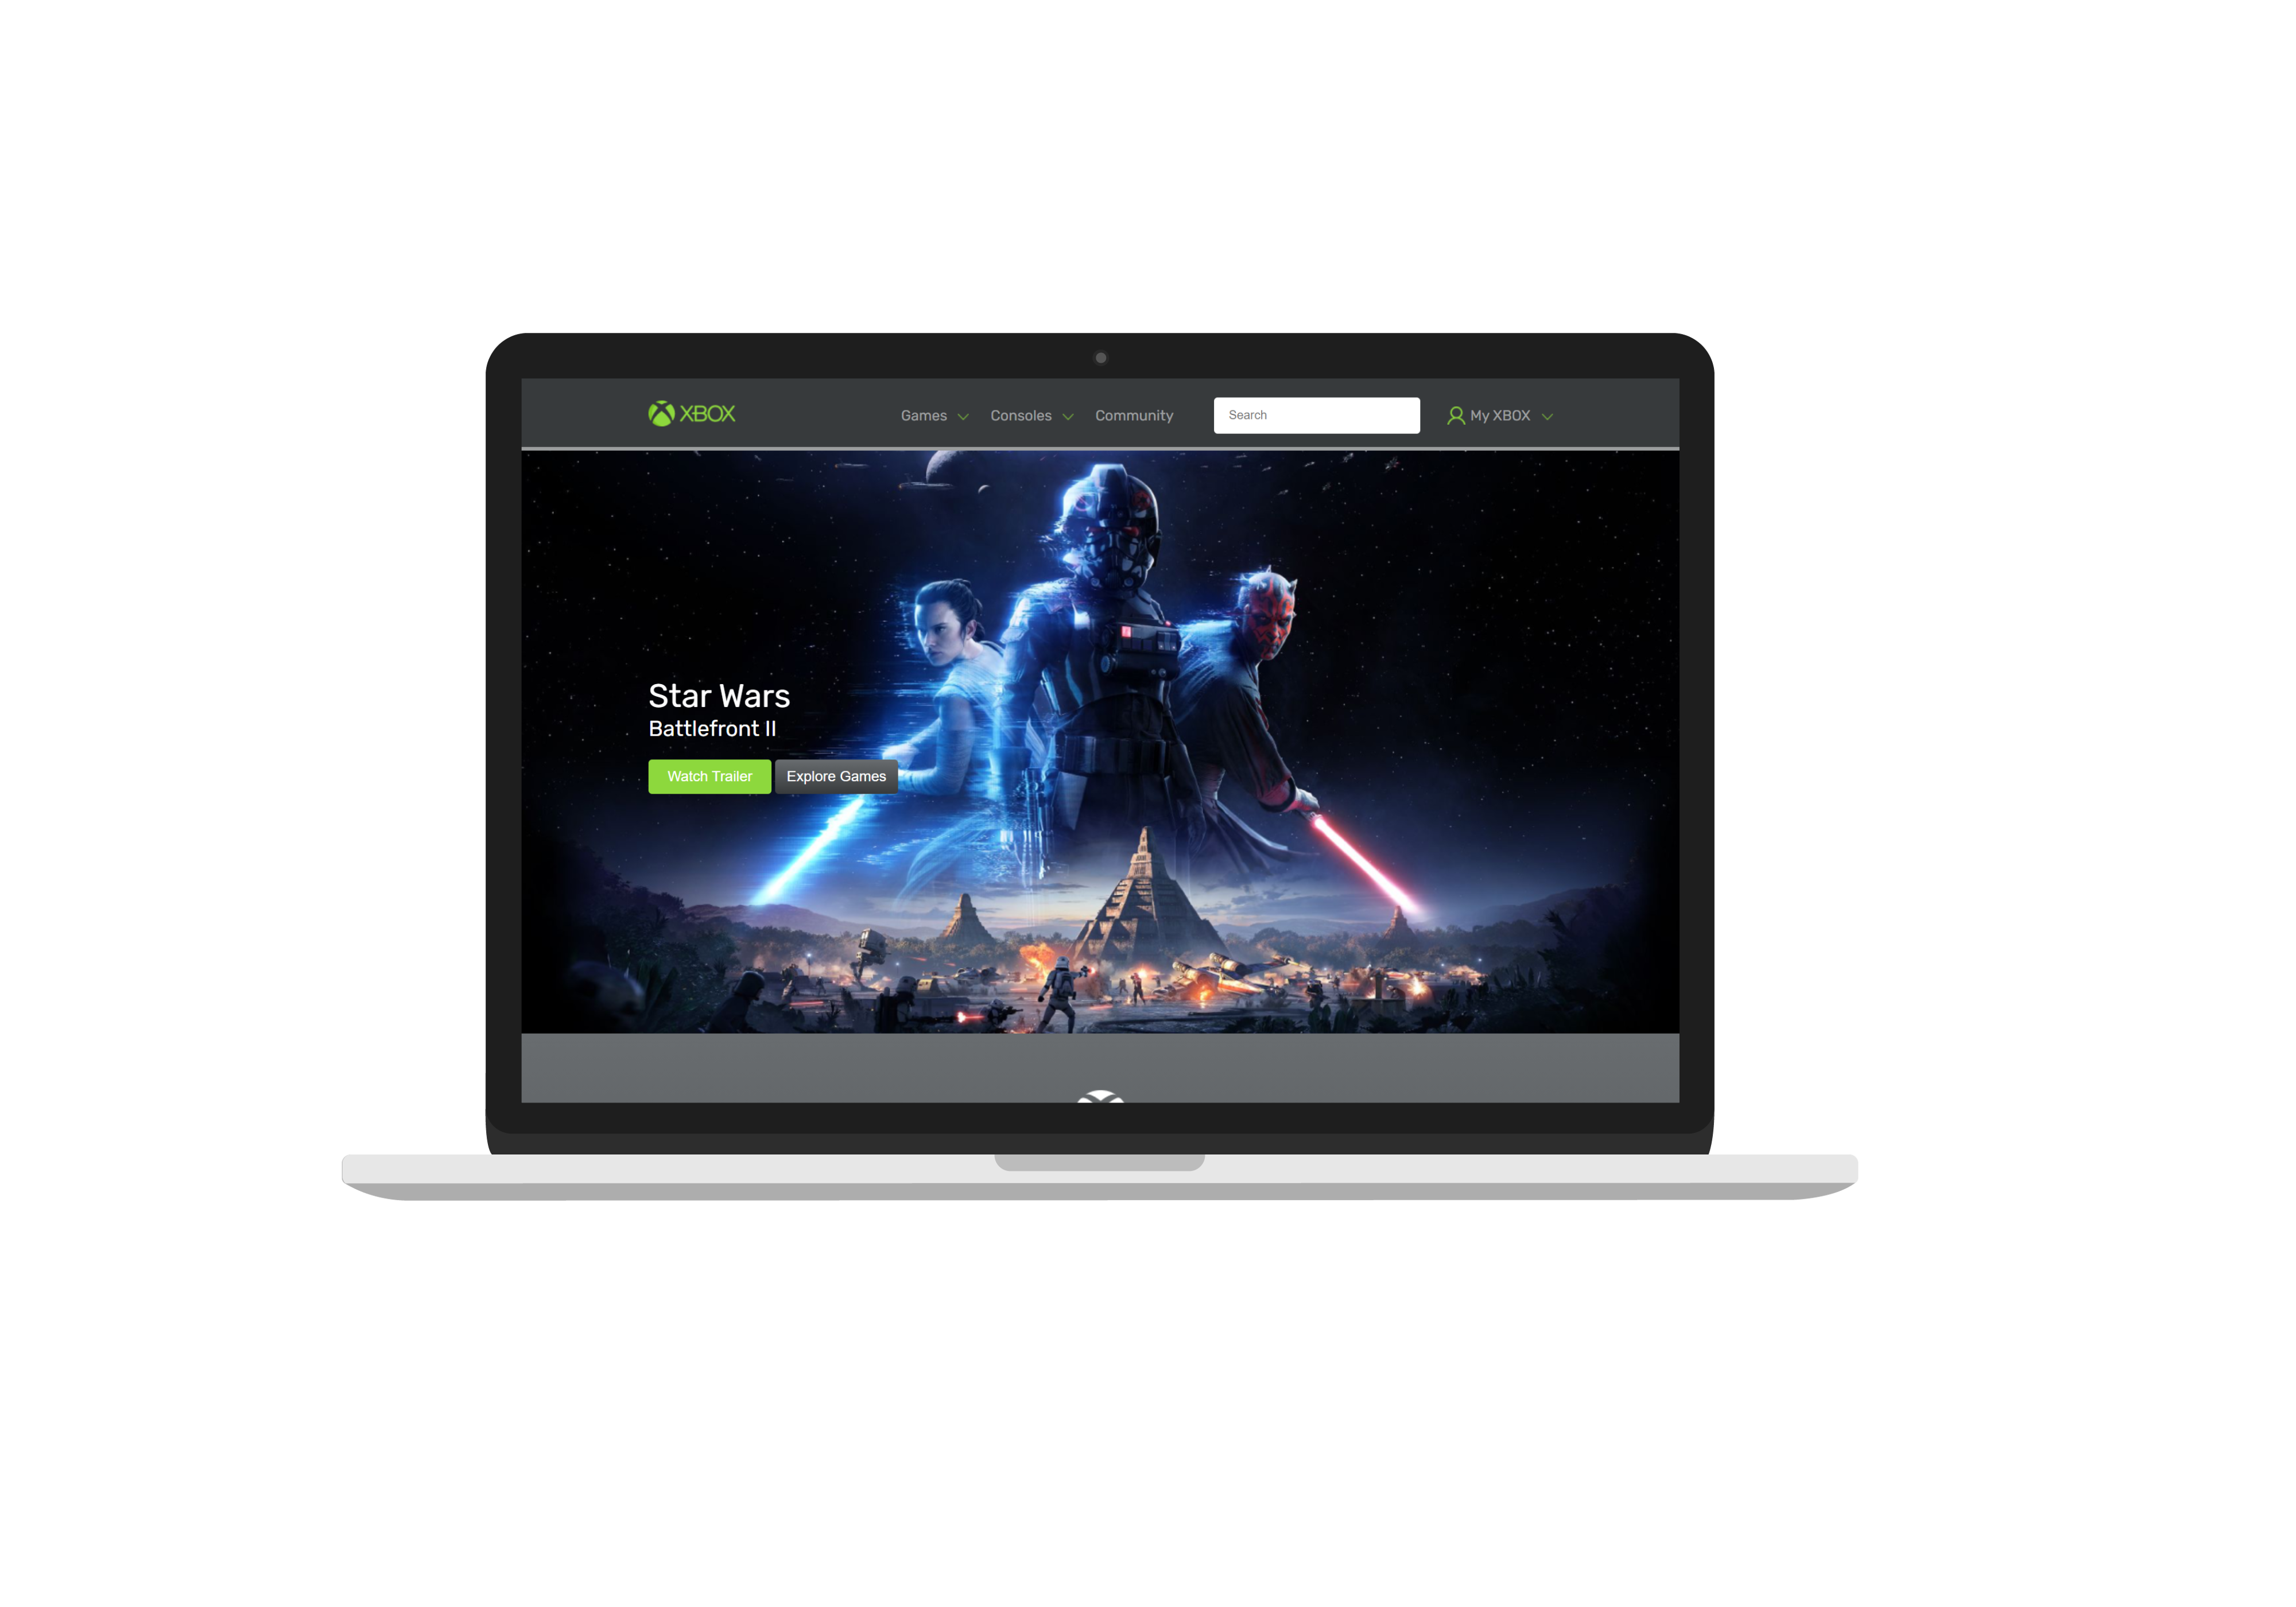 XBOX
Games Consoles Community Search My XBOX
Star Wars
Battlefront II
Watch Trailer Explore Games